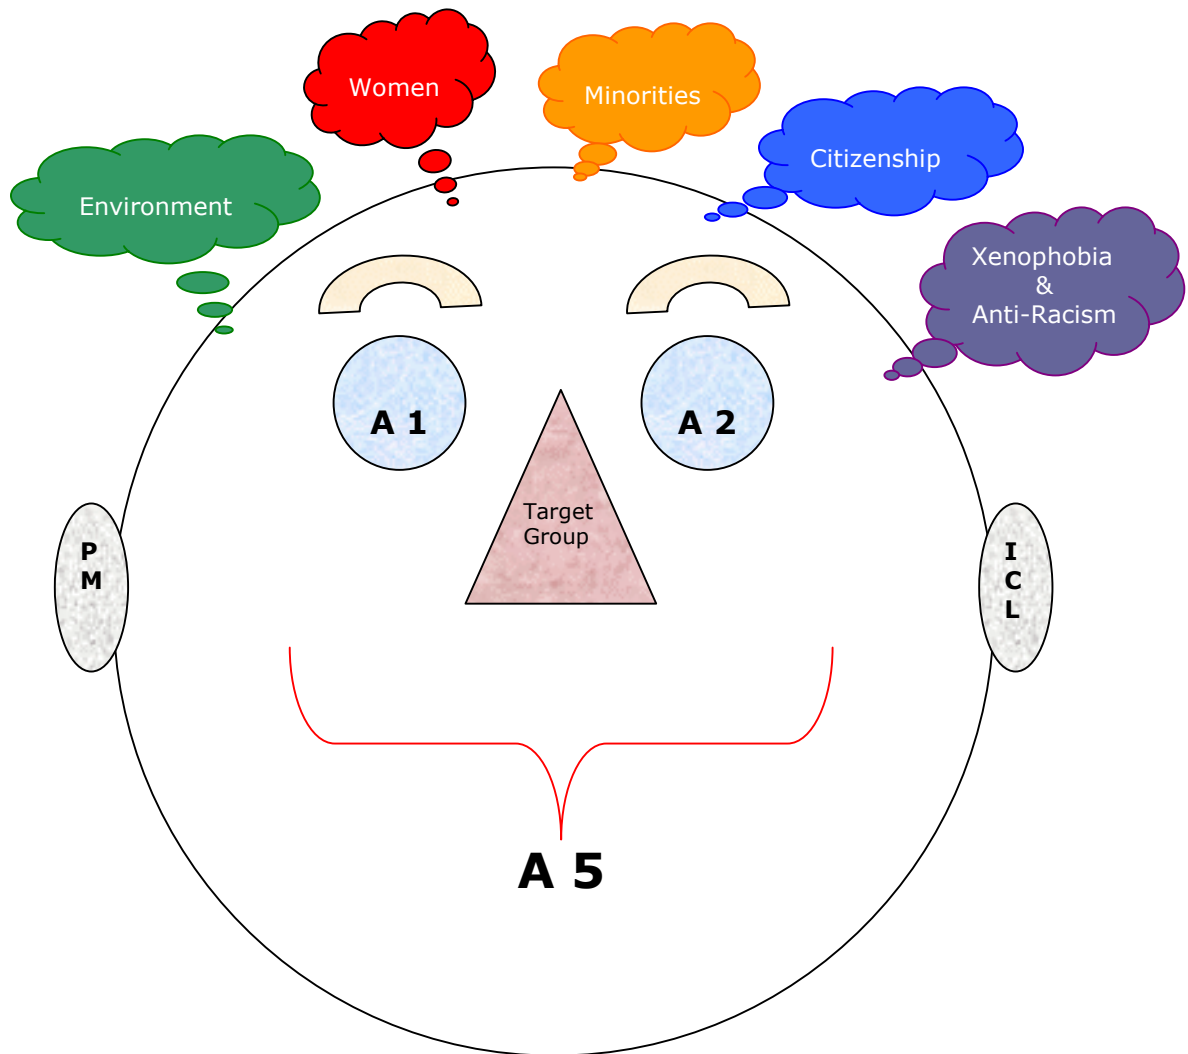 Women
Minorities
Citizenship
Environment
Xenophobia
&
Anti-Racism
A 1
A 2
Target
Group
P
M
I
C
L
A 5